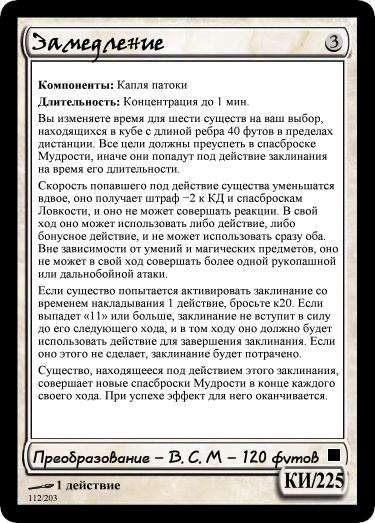 Замедление 3
Компоненты: Капля патоки
Длительность: Концентрация до 1 мин.
Вы изменяете время для шести существ на ваш выбор,
находящихся в кубе с длиной ребра 40 футов в пределах
дистанции. Все цели должны преуспеть в спасброске
Мудрости, иначе они попадут под действие заклинания
на время его длительности.
Скорость попавшего под действие существа уменьшатся
вдвое, оно получает штраф −2 к КД и спасброскам
Ловкости, и оно не может совершать реакции. В свой
ход оно может использовать либо действие, либо
бонусное действие, и не может использовать сразу оба.
Вне зависимости от умений и магических предметов, оно
не может в свой ход совершать более одной рукопашной
или дальнобойной атаки.
Если существо попытается активировать заклинание со
временем накладывания 1 действие, бросьте к20. Если
выпадет «11» или больше, заклинание не вступит в силу
до его следующего хода, и в том ходу оно должно будет
использовать действие для завершения заклинания. Если
оно этого не сделает, заклинание будет потрачено.
Существо, находящееся под действием этого заклинания,
совершает новые спасброски Мудрости в конце каждого
своего хода. При успехе эффект для него оканчивается.
Преобразование – В, С, М – 120 футов
КИ/225
1 действие
112/203